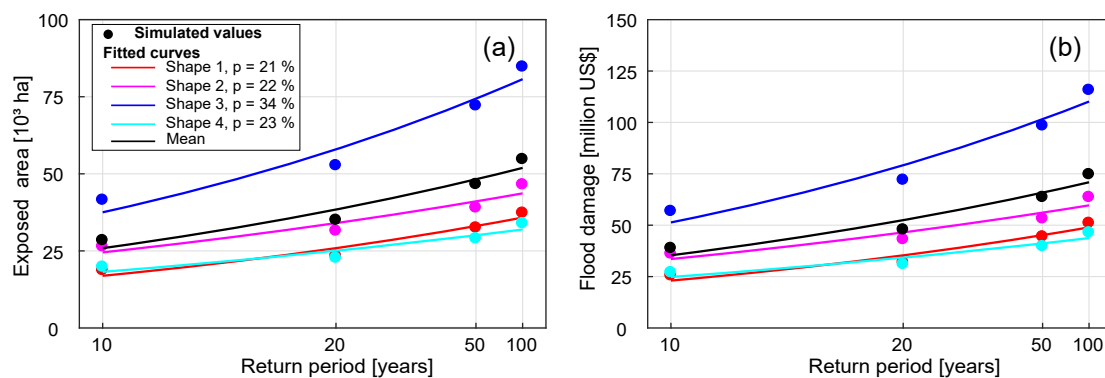 100
75
50
25
0
Exposed area [10³ ha]
(a)
Simulated values
Fitted curves
Shape 1, p = 21 %
Shape 2, p = 22 %
Shape 3, p = 34 %
Shape 4, p = 23 %
Mean
10 20 50 100
Return period [years]
150
125
100
75
50
25
0
Flood damage [million US$]
(b)
10 20 50 100
Return period [years]